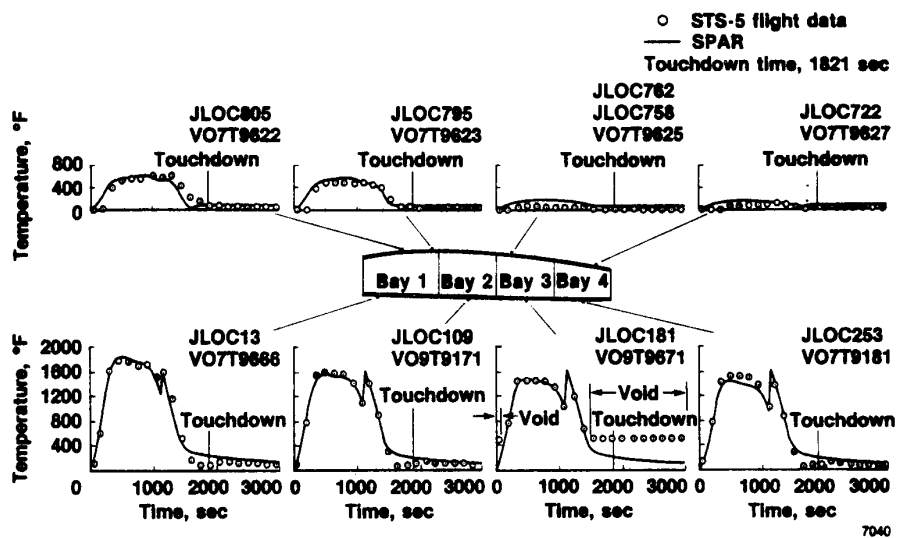 STS-5 flight data
SPAR
Touchdown time, 1821 sec
JLOC805
VO7T9622
JLOC795
VO7T9623
JLOC762
JLOC758
VO7T9625
JLOC722
VO7T9627
Temperature, °F
800
400
0
Touchdown
Touchdown
Touchdown
Touchdown
Bay 1
Bay 2
Bay 3
Bay 4
JLOC13
VO7T9666
JLOC109
VO9T9171
JLOC181
VO9T9671
JLOC253
VO7T9181
Temperature, °F
2000
1600
1200
800
400
Touchdown
Touchdown
Void
Void
Touchdown
Touchdown
0 1000 2000 3000
0 1000 2000 3000
0 1000 2000 3000
0 1000 2000 3000
Time, sec
Time, sec
Time, sec
Time, sec
7040